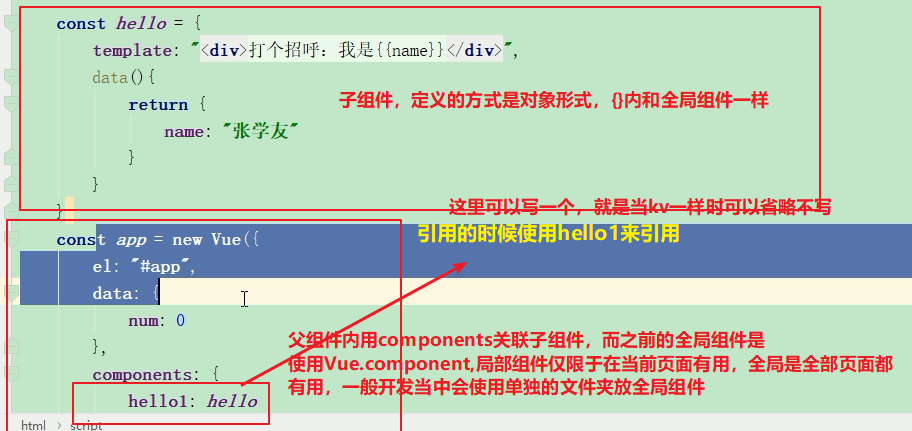 const hello = {
template: "<div>打个招呼：我是{{name}}</div>",
data(){
return {
name: "张学友"
}
}
}
子组件，定义的方式是对象形式，{}内和全局组件一样
这里可以写一个，就是当kv一样时可以省略不写
引用的时候使用hello1来引用
const app = new Vue({
el: "#app",
data: {
num: 0
},
components: {
hello1: hello
父组件内用components关联子组件，而之前的全局组件是
使用Vue.component,局部组件仅限于在当前页面有用，全局是全部页面都
有用，一般开发当中会使用单独的文件夹放全局组件
html › script